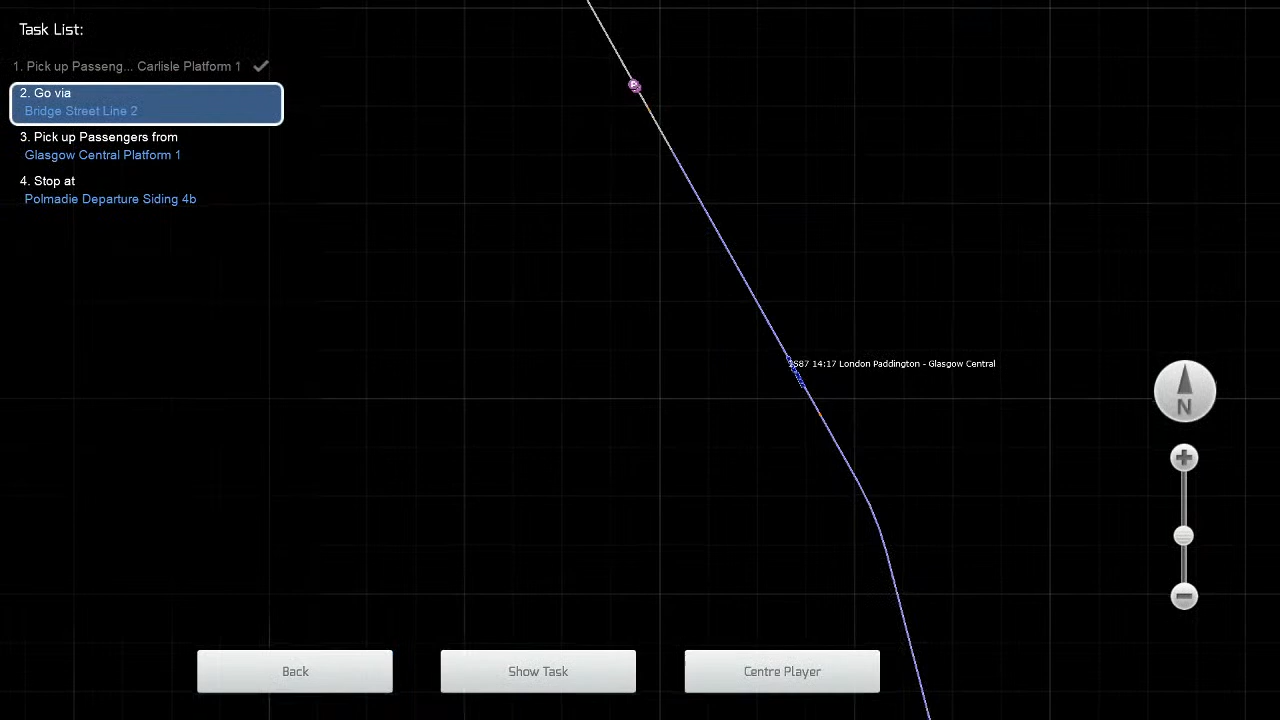 Task List:
1. Pick up Passeng... Carlisle Platform 1
2. Go via
Bridge Street Line 2
3. Pick up Passengers from
Glasgow Central Platform 1
4. Stop at
Polmadie Departure Siding 4b
1S87 14:17 London Paddington - Glasgow Central
N
Back
Show Task
Centre Player